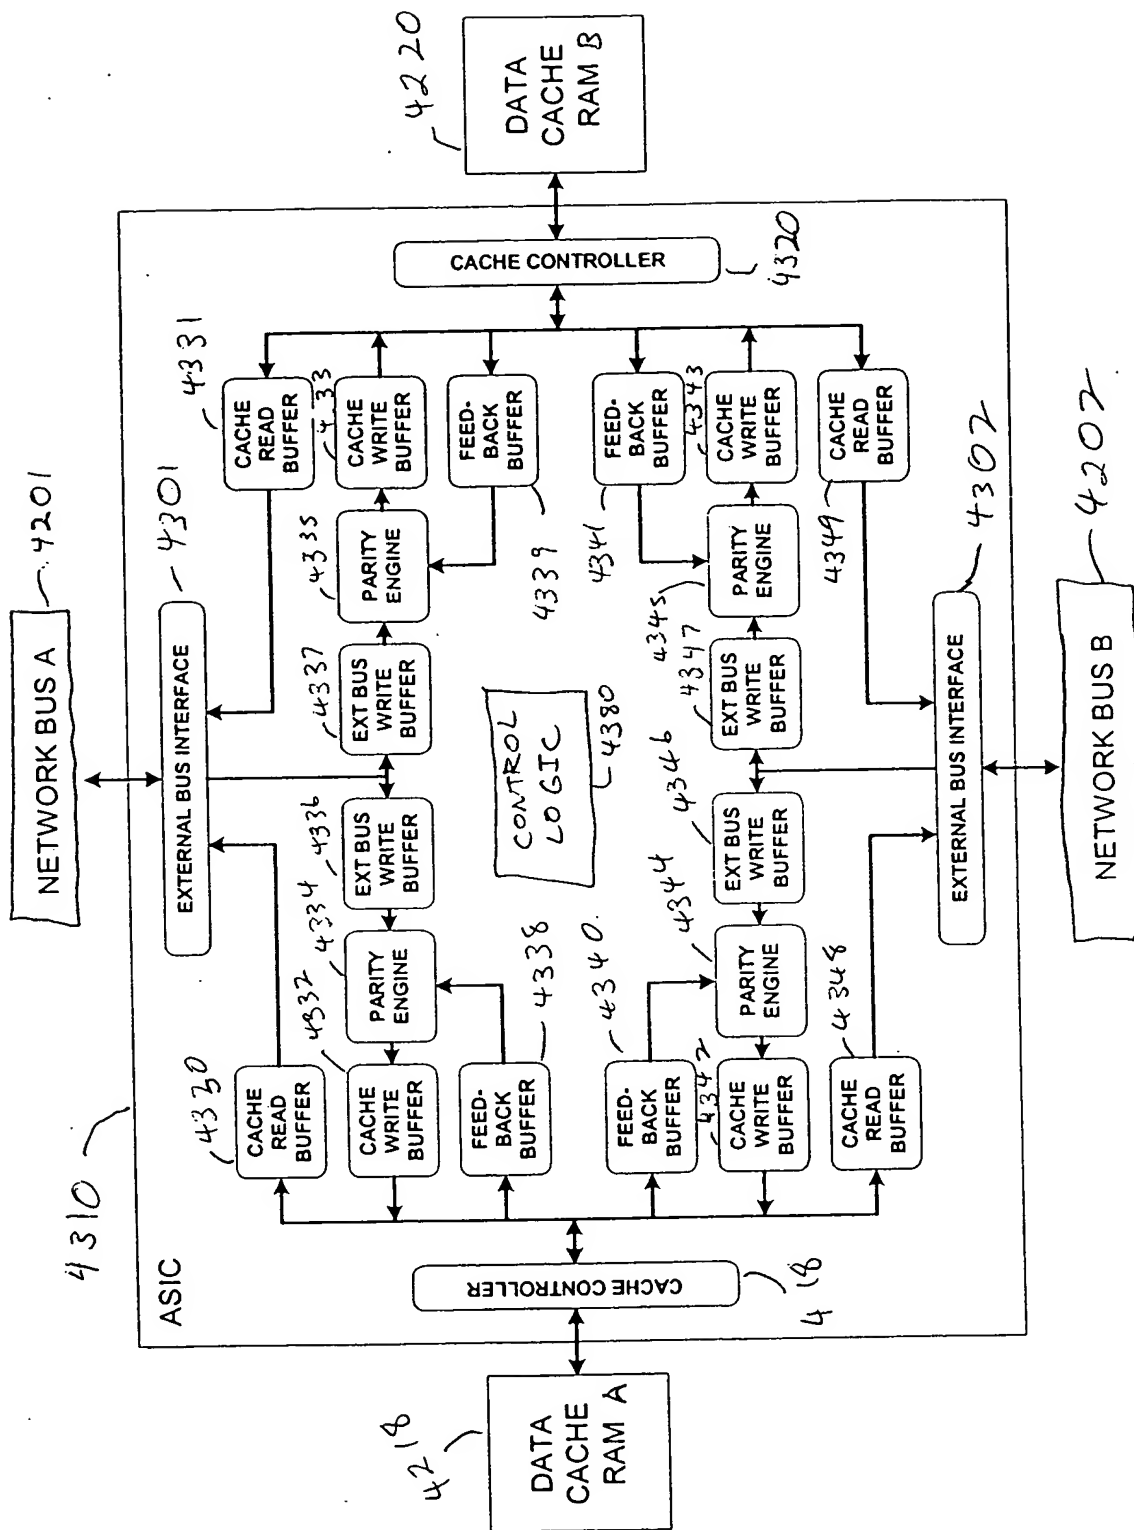 NETWORK BUS A
4201
4310
ASIC
EXTERNAL BUS INTERFACE
4301
4330
CACHE
READ
BUFFER
4331
CACHE
READ
BUFFER
4332
CACHE
WRITE
BUFFER
4334
PARITY
ENGINE
4336
EXT BUS
WRITE
BUFFER
4337
EXT BUS
WRITE
BUFFER
4335
PARITY
ENGINE
4.33
CACHE
WRITE
BUFFER
4218
DATA
CACHE
RAM A
CACHE CONTROLLER
4 18
FEED-
BACK
BUFFER
4338
CONTROL
LOGIC
4380
FEED-
BACK
BUFFER
4339
CACHE CONTROLLER
4320
4220
DATA
CACHE
RAM B
4340
FEED-
BACK
BUFFER
4341
FEED-
BACK
BUFFER
4342
CACHE
WRITE
BUFFER
4344
PARITY
ENGINE
4346
EXT BUS
WRITE
BUFFER
4347
EXT BUS
WRITE
BUFFER
4345
PARITY
ENGINE
4343
CACHE
WRITE
BUFFER
4348
CACHE
READ
BUFFER
4349
CACHE
READ
BUFFER
EXTERNAL BUS INTERFACE
4302
NETWORK BUS B
4202